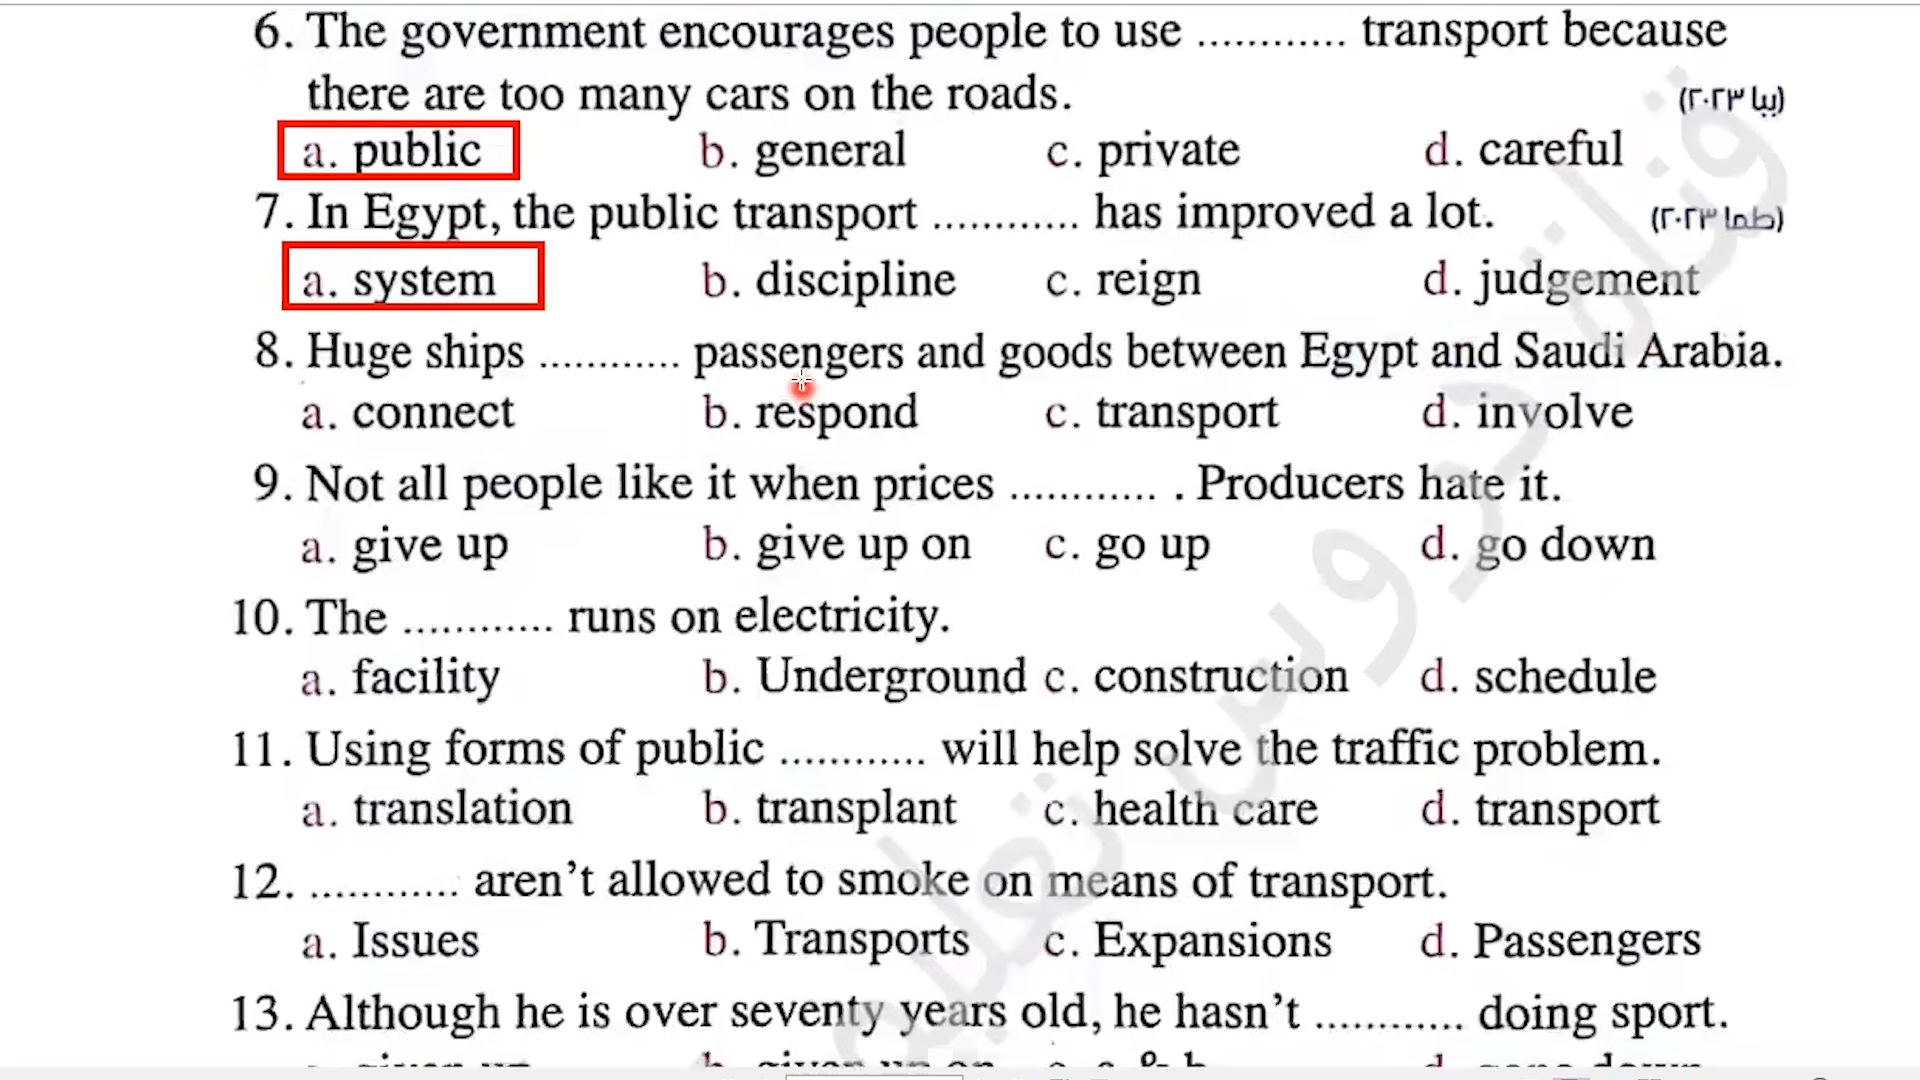 6. The government encourages people to use ............ transport because
there are too many cars on the roads. (ببا ٢٠٢٣)
a. public b. general c. private d. careful
7. In Egypt, the public transport ............ has improved a lot. (طما ٢٠٢٣)
a. system b. discipline c. reign d. judgement
8. Huge ships ............ passengers and goods between Egypt and Saudi Arabia.
a. connect b. respond c. transport d. involve
9. Not all people like it when prices ............ . Producers hate it.
a. give up b. give up on c. go up d. go down
10. The ............ runs on electricity.
a. facility b. Underground c. construction d. schedule
11. Using forms of public ............ will help solve the traffic problem.
a. translation b. transplant c. health care d. transport
12. ............ aren’t allowed to smoke on means of transport.
a. Issues b. Transports c. Expansions d. Passengers
13. Although he is over seventy years old, he hasn’t ............ doing sport.
قناة دروس